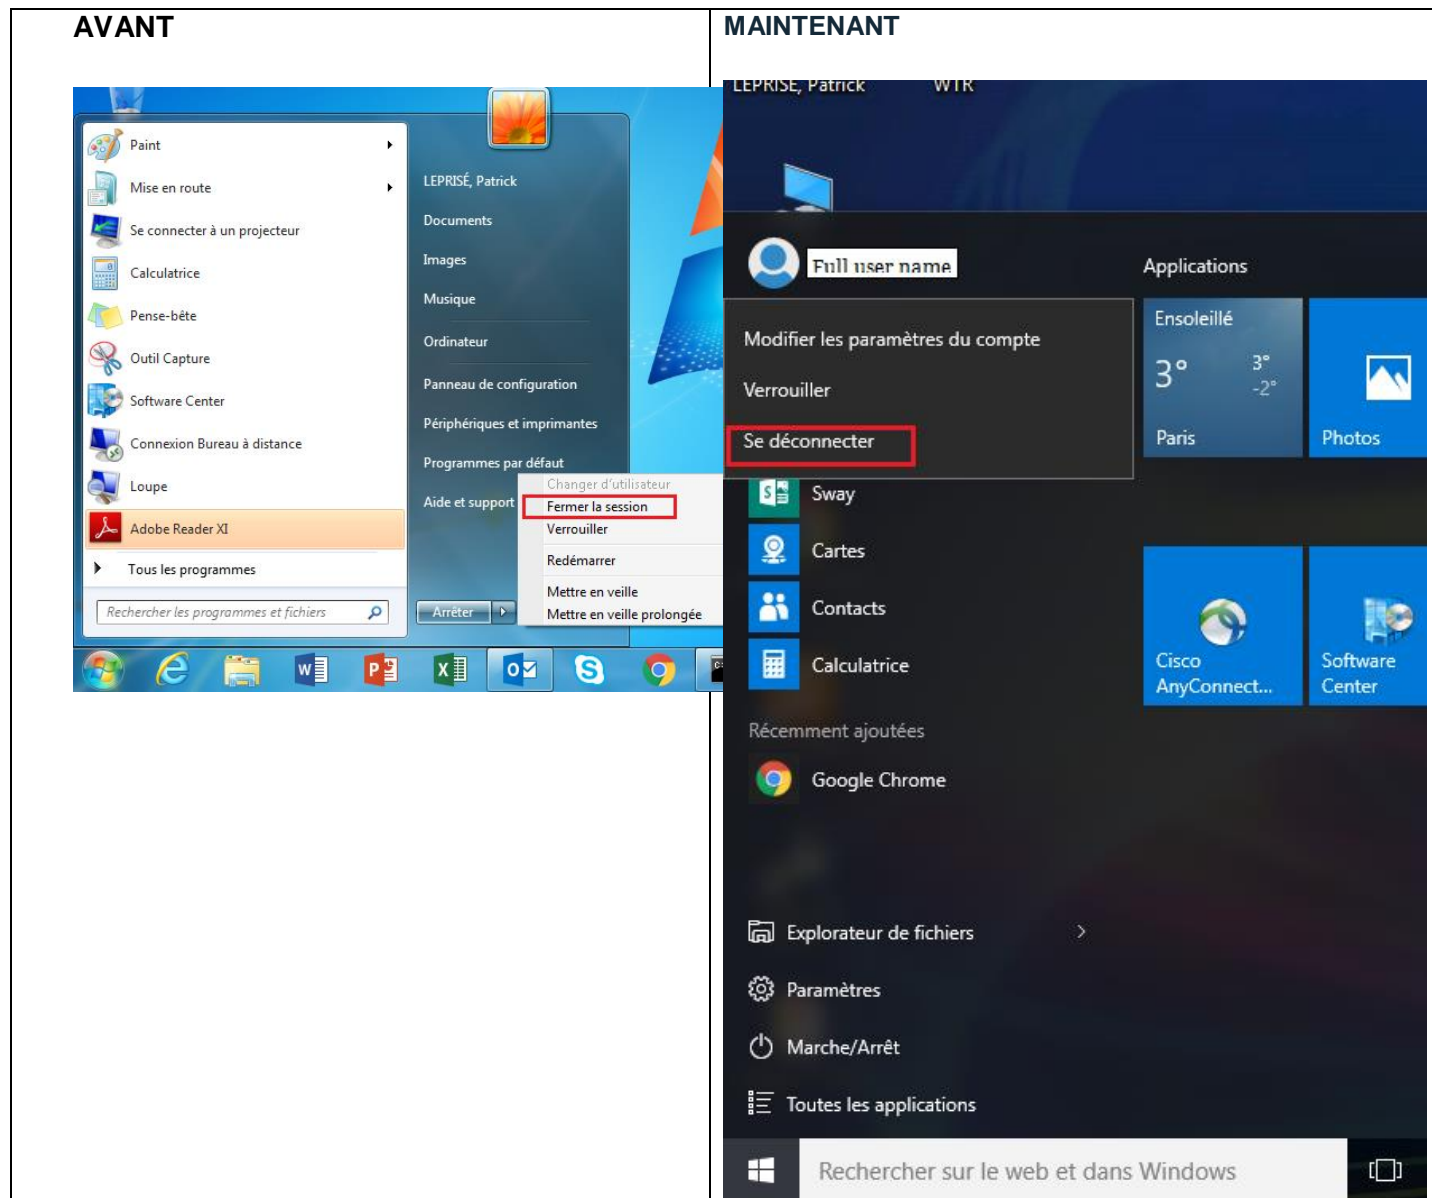 AVANT
Paint
Mise en route
Se connecter à un projecteur
Calculatrice
Pense-bête
Outil Capture
Software Center
Connexion Bureau à distance
Loupe
Adobe Reader XI
Tous les programmes
Rechercher les programmes et fichiers
LEPRISÉ, Patrick
Documents
Images
Musique
Ordinateur
Panneau de configuration
Périphériques et imprimantes
Programmes par défaut
Aide et support
Changer d'utilisateur
Fermer la session
Verrouiller
Redémarrer
Mettre en veille
Mettre en veille prolongée
Arrêter
MAINTENANT
LEPRISE, Patrick WTR
Full user name
Modifier les paramètres du compte
Verrouiller
Se déconnecter
Sway
Cartes
Contacts
Calculatrice
Récemment ajoutées
Google Chrome
Explorateur de fichiers
Paramètres
Marche/Arrêt
Toutes les applications
Rechercher sur le web et dans Windows
Applications
Ensoleillé
3° 3°
-2°
Paris
Photos
Cisco
AnyConnect...
Software
Center